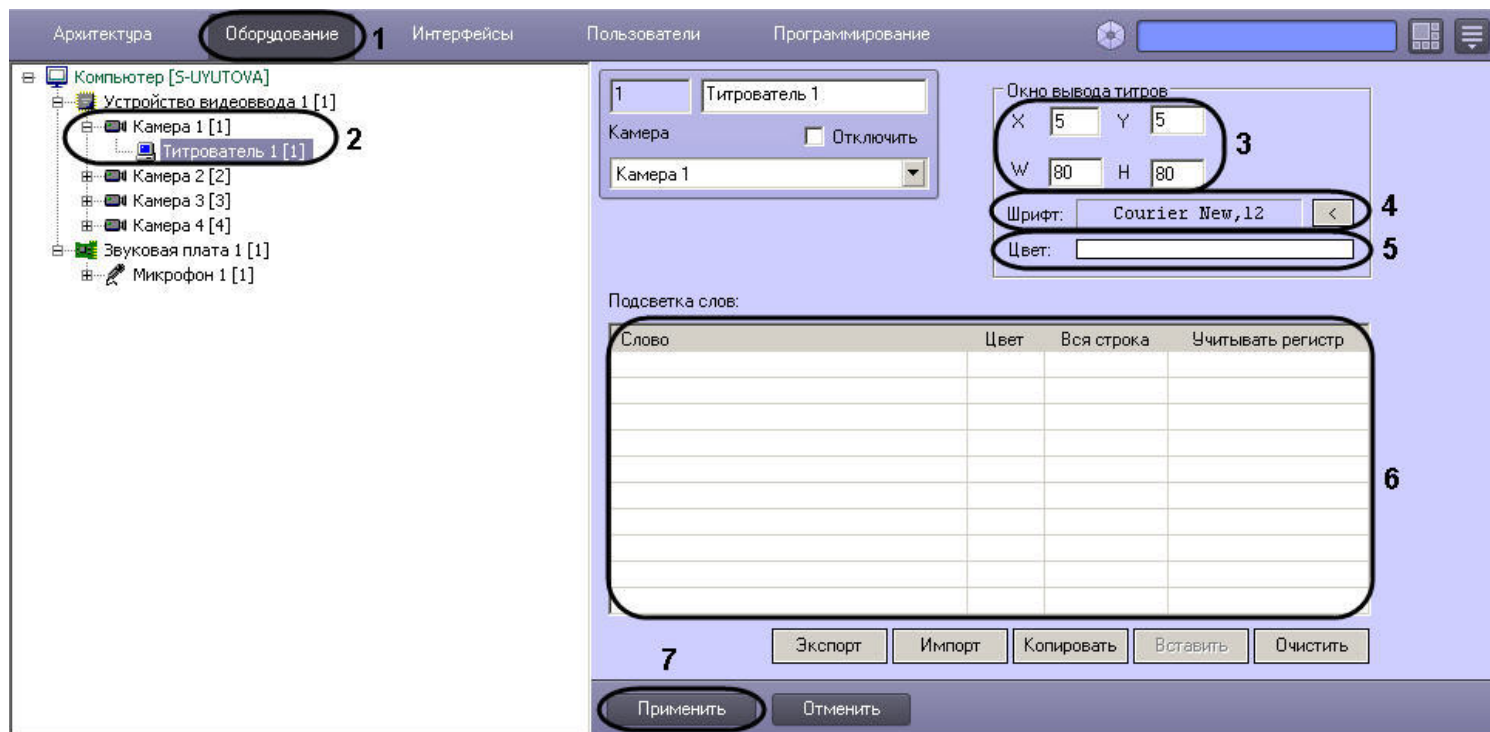 Архитектура Оборудование 1 Интерфейсы Пользователи Программирование
Компьютер [S-UYUTOVA]
Устройство видеоввода 1 [1]
Камера 1 [1]
Титрователь 1 [1]
2
Камера 2 [2]
Камера 3 [3]
Камера 4 [4]
Звуковая плата 1 [1]
Микрофон 1 [1]
1 Титрователь 1
Камера Отключить
Камера 1
Окно вывода титров
X 5 Y 5
3
W 80 H 80
Шрифт: Courier New,12 < 4
Цвет: 5
Подсветка слов:
Слово Цвет Вся строка Учитывать регистр
6
Экспорт Импорт Копировать Вставить Очистить
7
Применить Отменить